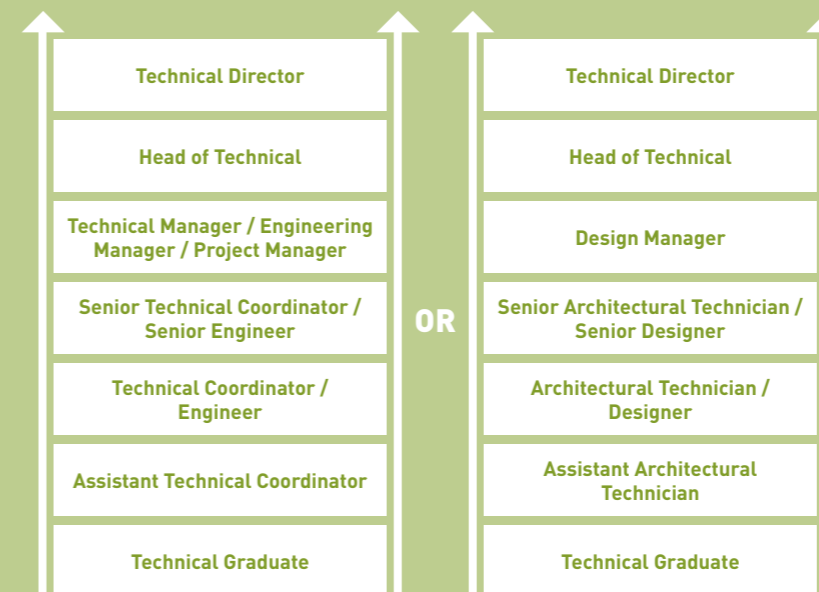 Technical Director
Head of Technical
Technical Manager / Engineering
Manager / Project Manager
Senior Technical Coordinator /
Senior Engineer
Technical Coordinator /
Engineer
Assistant Technical Coordinator
Technical Graduate
OR
Technical Director
Head of Technical
Design Manager
Senior Architectural Technician /
Senior Designer
Architectural Technician /
Designer
Assistant Architectural
Technician
Technical Graduate